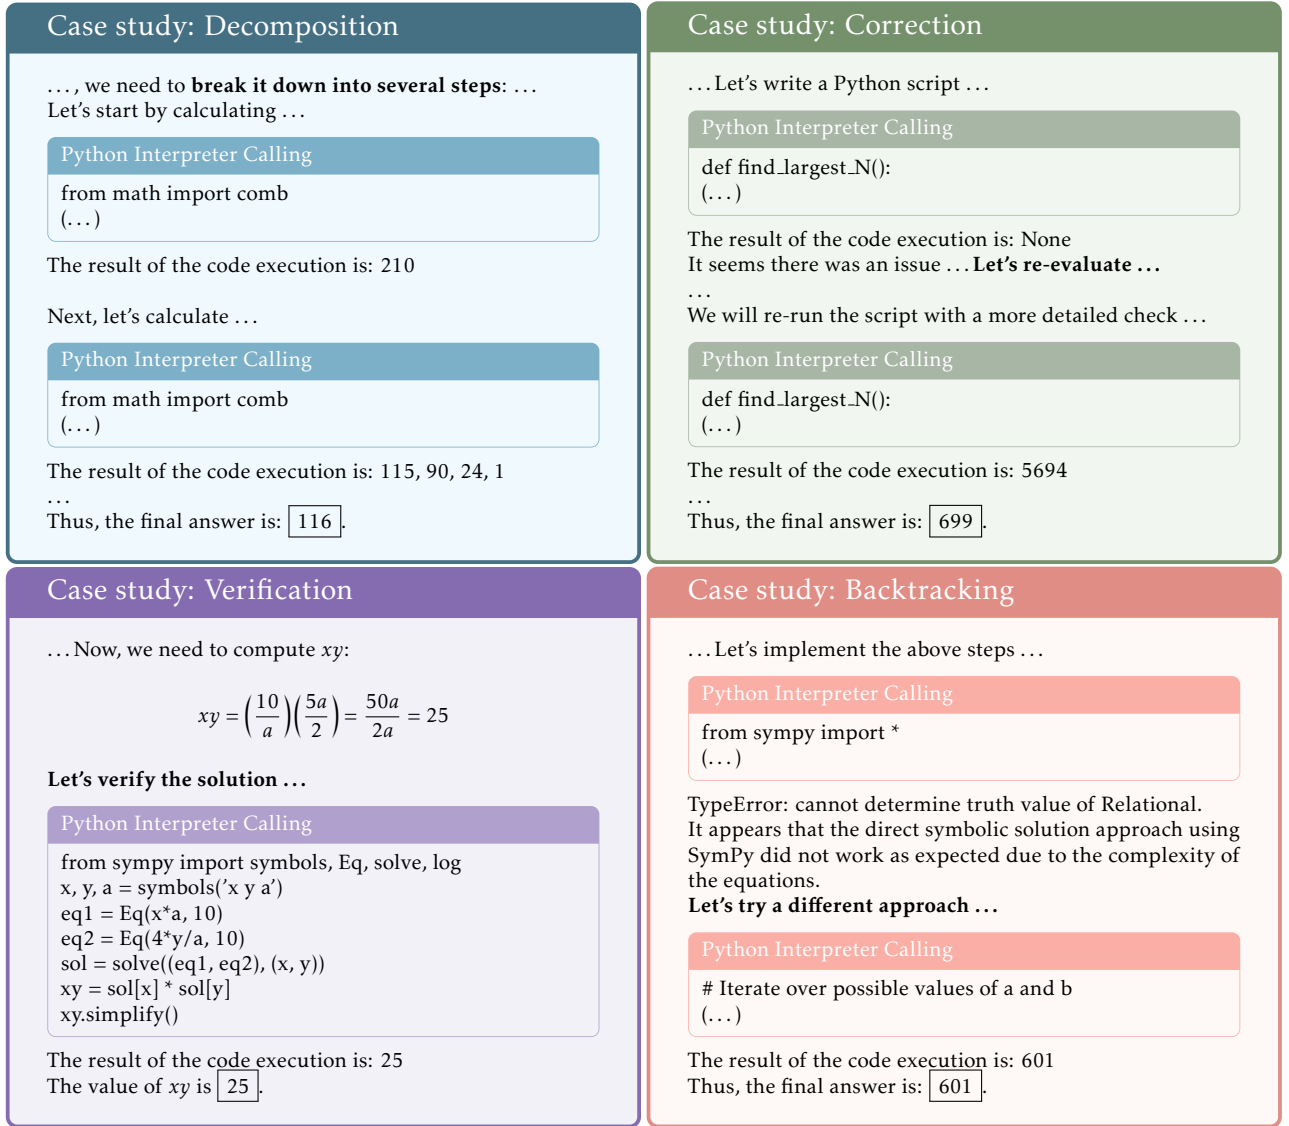 Case study: Decomposition
..., we need to break it down into several steps: ...
Let's start by calculating ...
Python Interpreter Calling
from math import comb
(...)
The result of the code execution is: 210
Next, let's calculate ...
Python Interpreter Calling
from math import comb
(...)
The result of the code execution is: 115, 90, 24, 1
...
Thus, the final answer is: 116.
Case study: Correction
...Let's write a Python script ...
Python Interpreter Calling
def find_largest_N():
(...)
The result of the code execution is: None
It seems there was an issue ...Let's re-evaluate ...
...
We will re-run the script with a more detailed check ...
Python Interpreter Calling
def find_largest_N():
(...)
The result of the code execution is: 5694
...
Thus, the final answer is: 699.
Case study: Verification
...Now, we need to compute xy:
xy = (10/a)(5a/2) = 50a/2a = 25
Let's verify the solution ...
Python Interpreter Calling
from sympy import symbols, Eq, solve, log
x, y, a = symbols('x y a')
eq1 = Eq(x*a, 10)
eq2 = Eq(4*y/a, 10)
sol = solve((eq1, eq2), (x, y))
xy = sol[x] * sol[y]
xy.simplify()
The result of the code execution is: 25
The value of xy is 25.
Case study: Backtracking
...Let's implement the above steps ...
Python Interpreter Calling
from sympy import *
(...)
TypeError: cannot determine truth value of Relational.
It appears that the direct symbolic solution approach using
SymPy did not work as expected due to the complexity of
the equations.
Let's try a different approach ...
Python Interpreter Calling
# Iterate over possible values of a and b
(...)
The result of the code execution is: 601
Thus, the final answer is: 601.